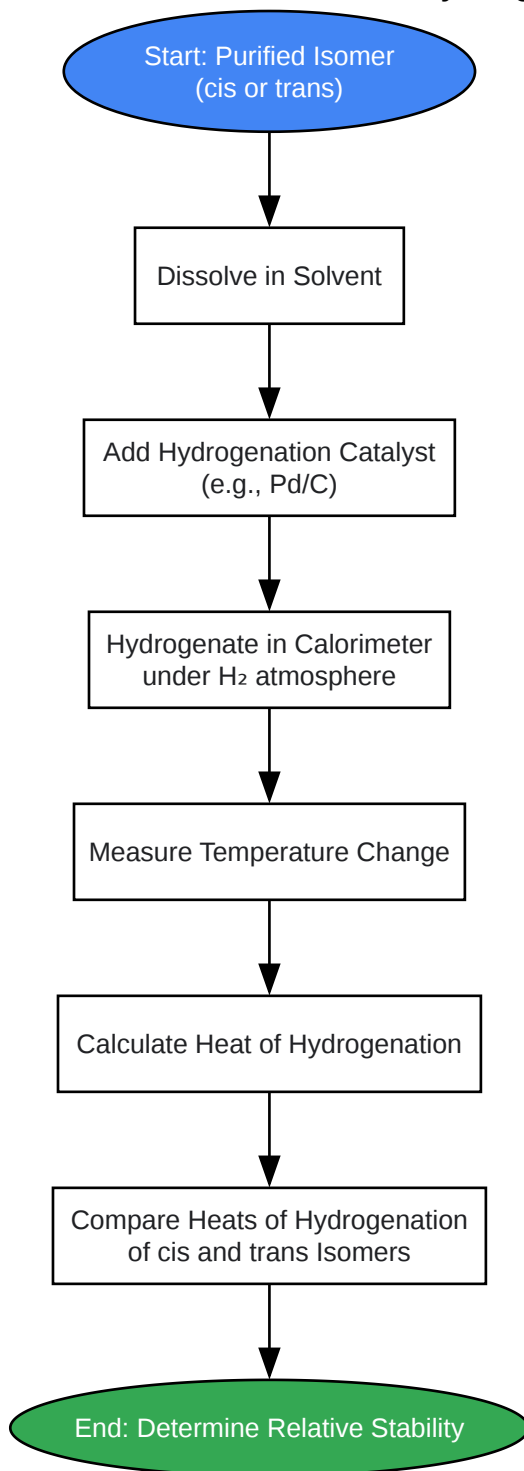 Start: Purified Isomer
(cis or trans)
Dissolve in Solvent
Add Hydrogenation Catalyst
(e.g., Pd/C)
Hydrogenate in Calorimeter
under H₂ atmosphere
Measure Temperature Change
Calculate Heat of Hydrogenation
Compare Heats of Hydrogenation
of cis and trans Isomers
End: Determine Relative Stability